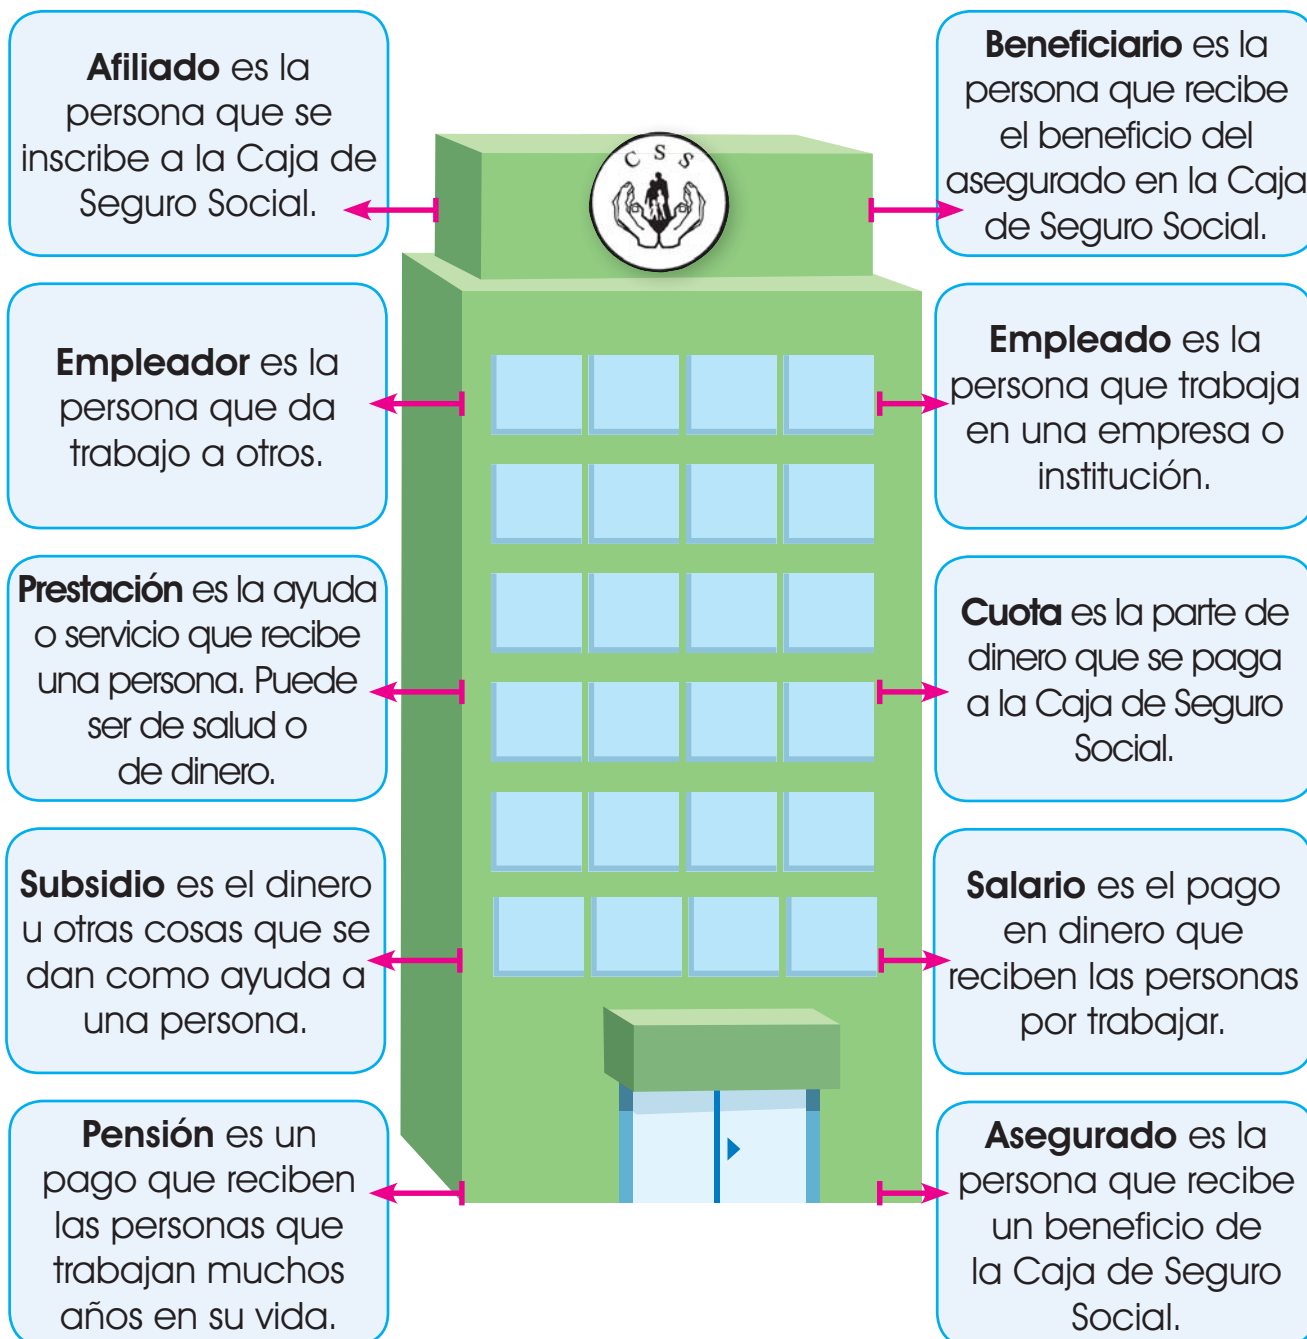 Afiliado es la
persona que se
inscribe a la Caja de
Seguro Social.
Beneficiario es la
persona que recibe
el beneficio del
asegurado en la Caja
de Seguro Social.
C S S
Empleador es la
persona que da
trabajo a otros.
Empleado es la
persona que trabaja
en una empresa o
institución.
Prestación es la ayuda
o servicio que recibe
una persona. Puede
ser de salud o
de dinero.
Cuota es la parte de
dinero que se paga
a la Caja de Seguro
Social.
Subsidio es el dinero
u otras cosas que se
dan como ayuda a
una persona.
Salario es el pago
en dinero que
reciben las personas
por trabajar.
Pensión es un
pago que reciben
las personas que
trabajan muchos
años en su vida.
Asegurado es la
persona que recibe
un beneficio de
la Caja de Seguro
Social.